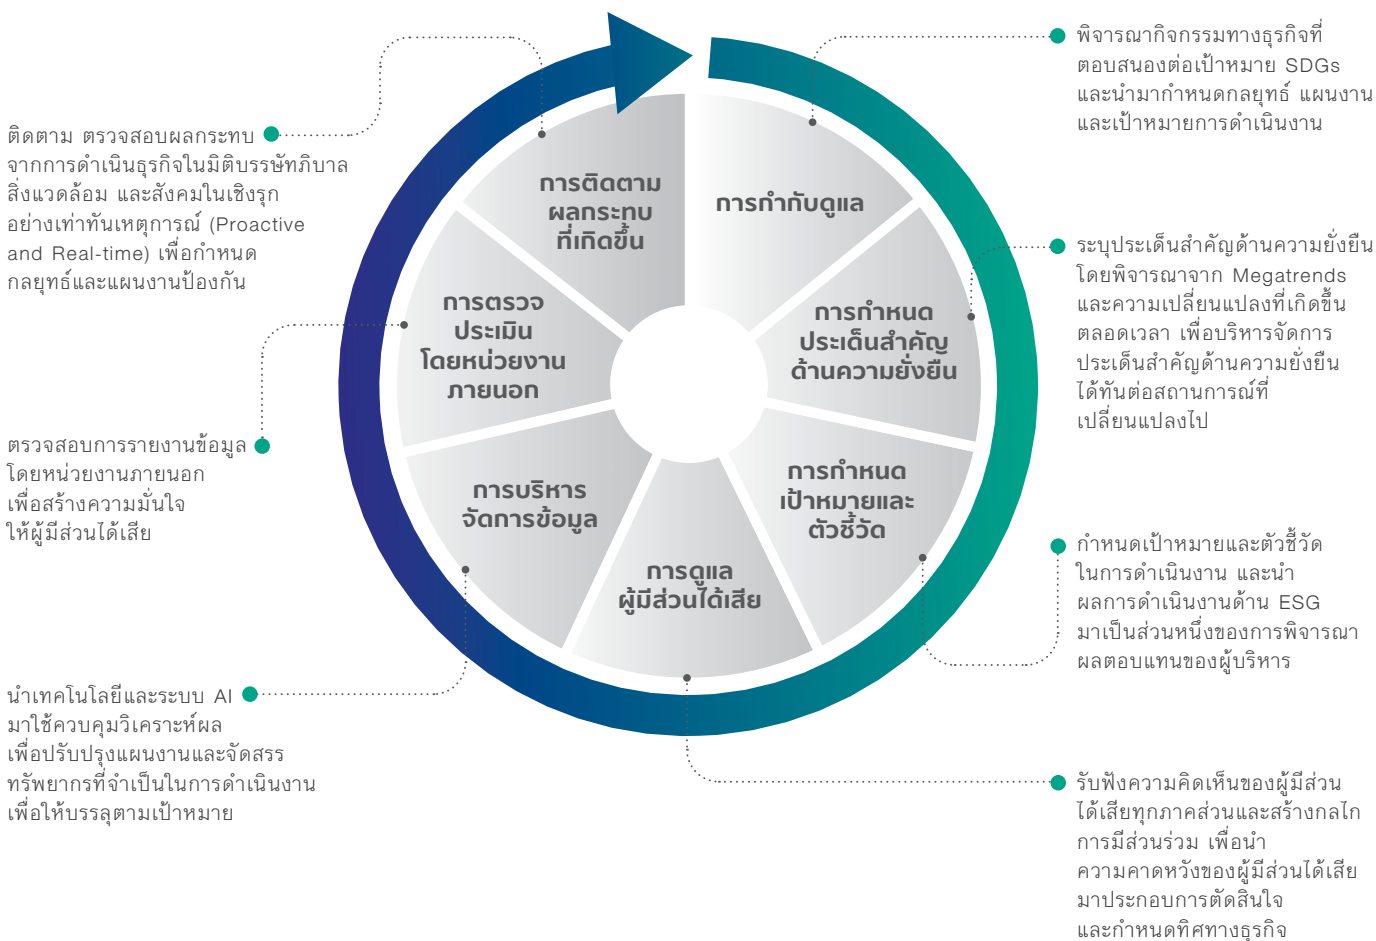 การกำกับดูแล
พิจารณากิจกรรมทางธุรกิจที่
ตอบสนองต่อเป้าหมาย SDGs
และนำมากำหนดกลยุทธ์ แผนงาน
และเป้าหมายการดำเนินงาน
การกำหนด
ประเด็นสำคัญ
ด้านความยั่งยืน
ระบุประเด็นสำคัญด้านความยั่งยืน
โดยพิจารณาจาก Megatrends
และความเปลี่ยนแปลงที่เกิดขึ้น
ตลอดเวลา เพื่อบริหารจัดการ
ประเด็นสำคัญด้านความยั่งยืน
ได้ทันต่อสถานการณ์ที่
เปลี่ยนแปลงไป
การกำหนด
เป้าหมายและ
ตัวชี้วัด
กำหนดเป้าหมายและตัวชี้วัด
ในการดำเนินงาน และนำ
ผลการดำเนินงานด้าน ESG
มาเป็นส่วนหนึ่งของการพิจารณา
ผลตอบแทนของผู้บริหาร
การดูแล
ผู้มีส่วนได้เสีย
รับฟังความคิดเห็นของผู้มีส่วน
ได้เสียทุกภาคส่วนและสร้างกลไก
การมีส่วนร่วม เพื่อนำ
ความคาดหวังของผู้มีส่วนได้เสีย
มาประกอบการตัดสินใจ
และกำหนดทิศทางธุรกิจ
การบริหาร
จัดการข้อมูล
นำเทคโนโลยีและระบบ AI
มาใช้ควบคุมวิเคราะห์ผล
เพื่อปรับปรุงแผนงานและจัดสรร
ทรัพยากรที่จำเป็นในการดำเนินงาน
เพื่อให้บรรลุตามเป้าหมาย
การตรวจ
ประเมิน
โดยหน่วยงาน
ภายนอก
ตรวจสอบการรายงานข้อมูล
โดยหน่วยงานภายนอก
เพื่อสร้างความมั่นใจ
ให้ผู้มีส่วนได้เสีย
การติดตาม
ผลกระทบ
ที่เกิดขึ้น
ติดตาม ตรวจสอบผลกระทบ
จากการดำเนินธุรกิจในมิติบรรษัทภิบาล
สิ่งแวดล้อม และสังคมในเชิงรุก
อย่างเท่าทันเหตุการณ์ (Proactive
and Real-time) เพื่อกำหนด
กลยุทธ์และแผนงานป้องกัน